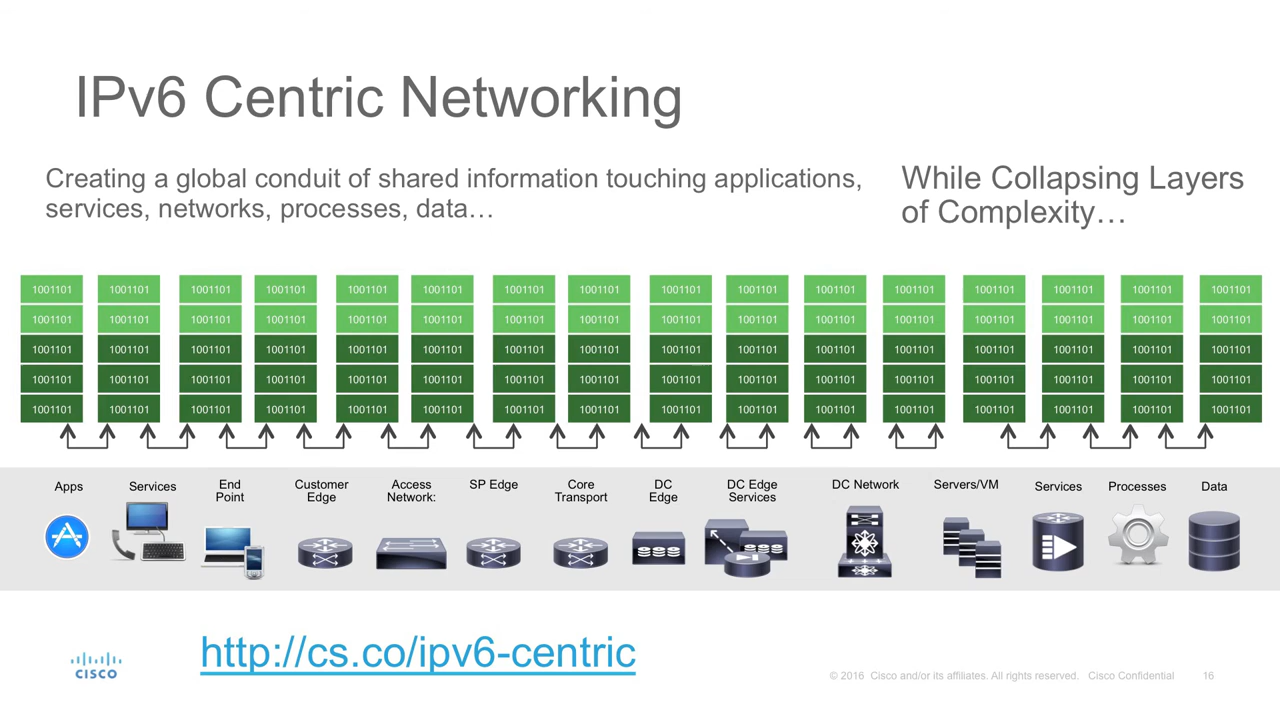 IPv6 Centric Networking
Creating a global conduit of shared information touching applications,
services, networks, processes, data…
While Collapsing Layers
of Complexity…
1001101 1001101 1001101 1001101 1001101 1001101 1001101 1001101 1001101 1001101 1001101 1001101 1001101 1001101 1001101 1001101
1001101 1001101 1001101 1001101 1001101 1001101 1001101 1001101 1001101 1001101 1001101 1001101 1001101 1001101 1001101 1001101
1001101 1001101 1001101 1001101 1001101 1001101 1001101 1001101 1001101 1001101 1001101 1001101 1001101 1001101 1001101 1001101
1001101 1001101 1001101 1001101 1001101 1001101 1001101 1001101 1001101 1001101 1001101 1001101 1001101 1001101 1001101 1001101
1001101 1001101 1001101 1001101 1001101 1001101 1001101 1001101 1001101 1001101 1001101 1001101 1001101 1001101 1001101 1001101
Apps
Services
End
Point
Customer
Edge
Access
Network:
SP Edge
Core
Transport
DC
Edge
DC Edge
Services
DC Network
Servers/VM
Services
Processes
Data
http://cs.co/ipv6-centric
CISCO
© 2016 Cisco and/or its affiliates. All rights reserved. Cisco Confidential
16